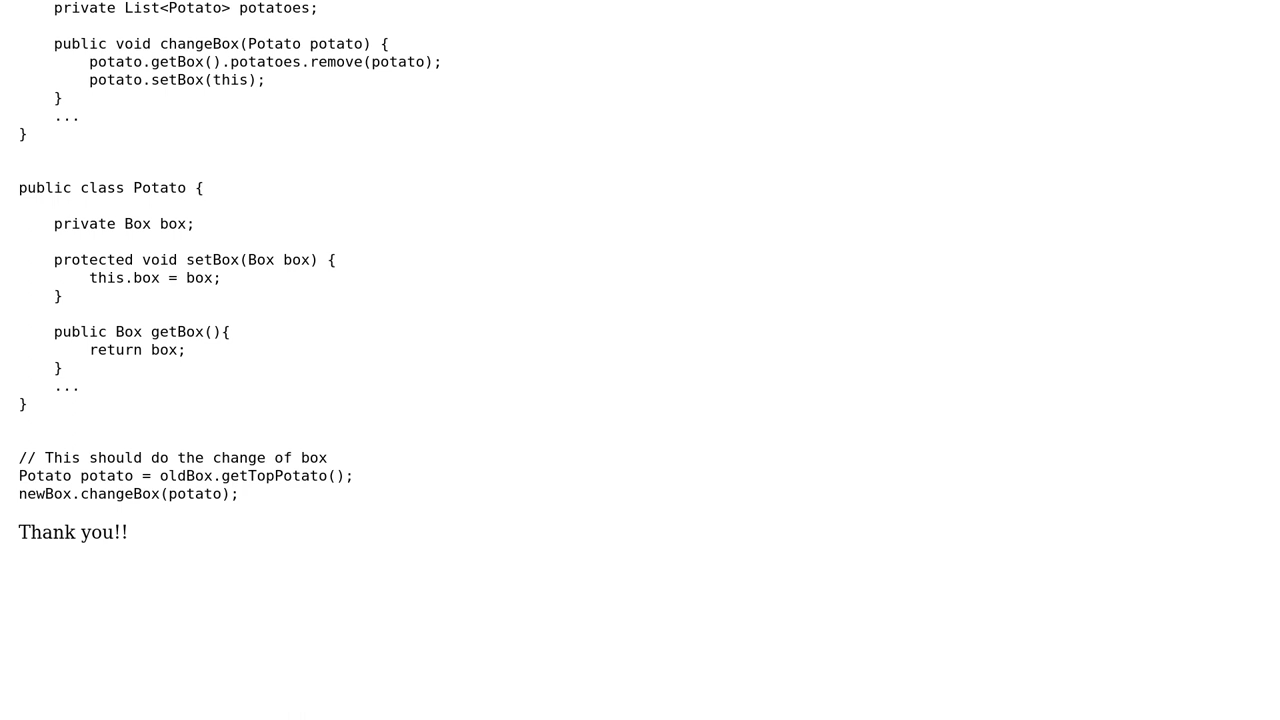 private List<Potato> potatoes;
public void changeBox(Potato potato) {
potato.getBox().potatoes.remove(potato);
potato.setBox(this);
}
...
}
public class Potato {
private Box box;
protected void setBox(Box box) {
this.box = box;
}
public Box getBox(){
return box;
}
...
}
// This should do the change of box
Potato potato = oldBox.getTopPotato();
newBox.changeBox(potato);
Thank you!!